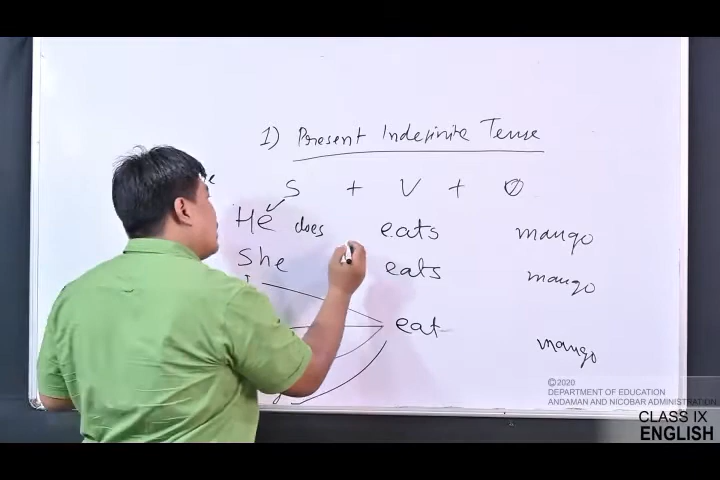 1) Present Indefinite Tense
S + V + O
He does eats mango
She eats mango
I
eat mango
©2020
DEPARTMENT OF EDUCATION
ANDAMAN AND NICOBAR ADMINISTRATION
CLASS IX
ENGLISH